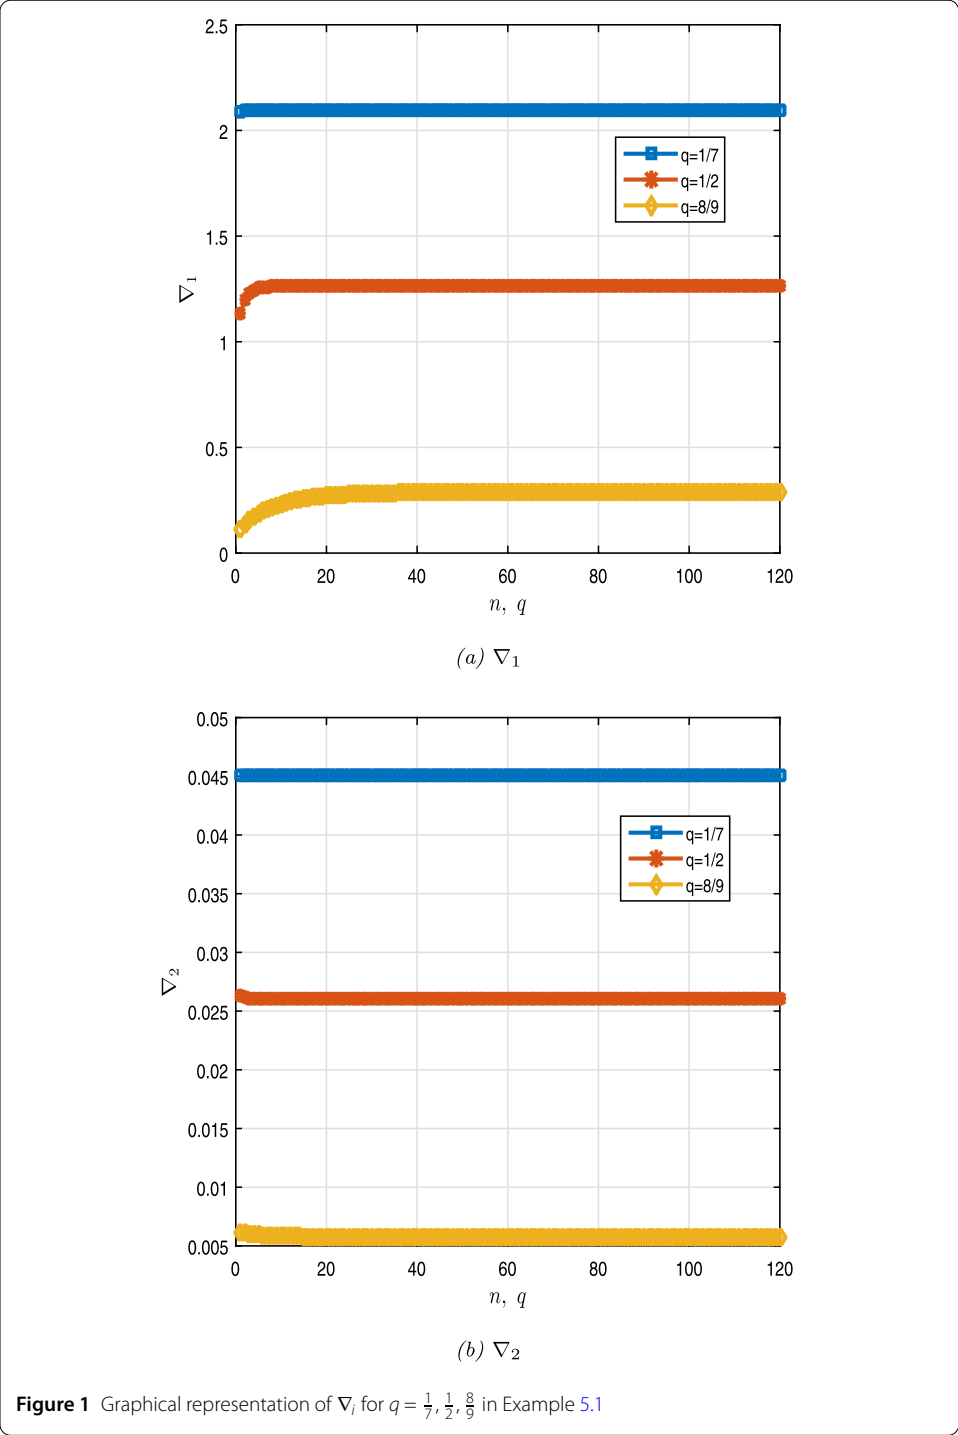 2.5
2
1.5
1
0.5
0
∇1
q=1/7
q=1/2
q=8/9
0 20 40 60 80 100 120
n, q
(a) ∇1
0.05
0.045
0.04
0.035
0.03
0.025
0.02
0.015
0.01
0.005
∇2
q=1/7
q=1/2
q=8/9
0 20 40 60 80 100 120
n, q
(b) ∇2
Figure 1 Graphical representation of ∇i for q = 1/7, 1/2, 8/9 in Example 5.1